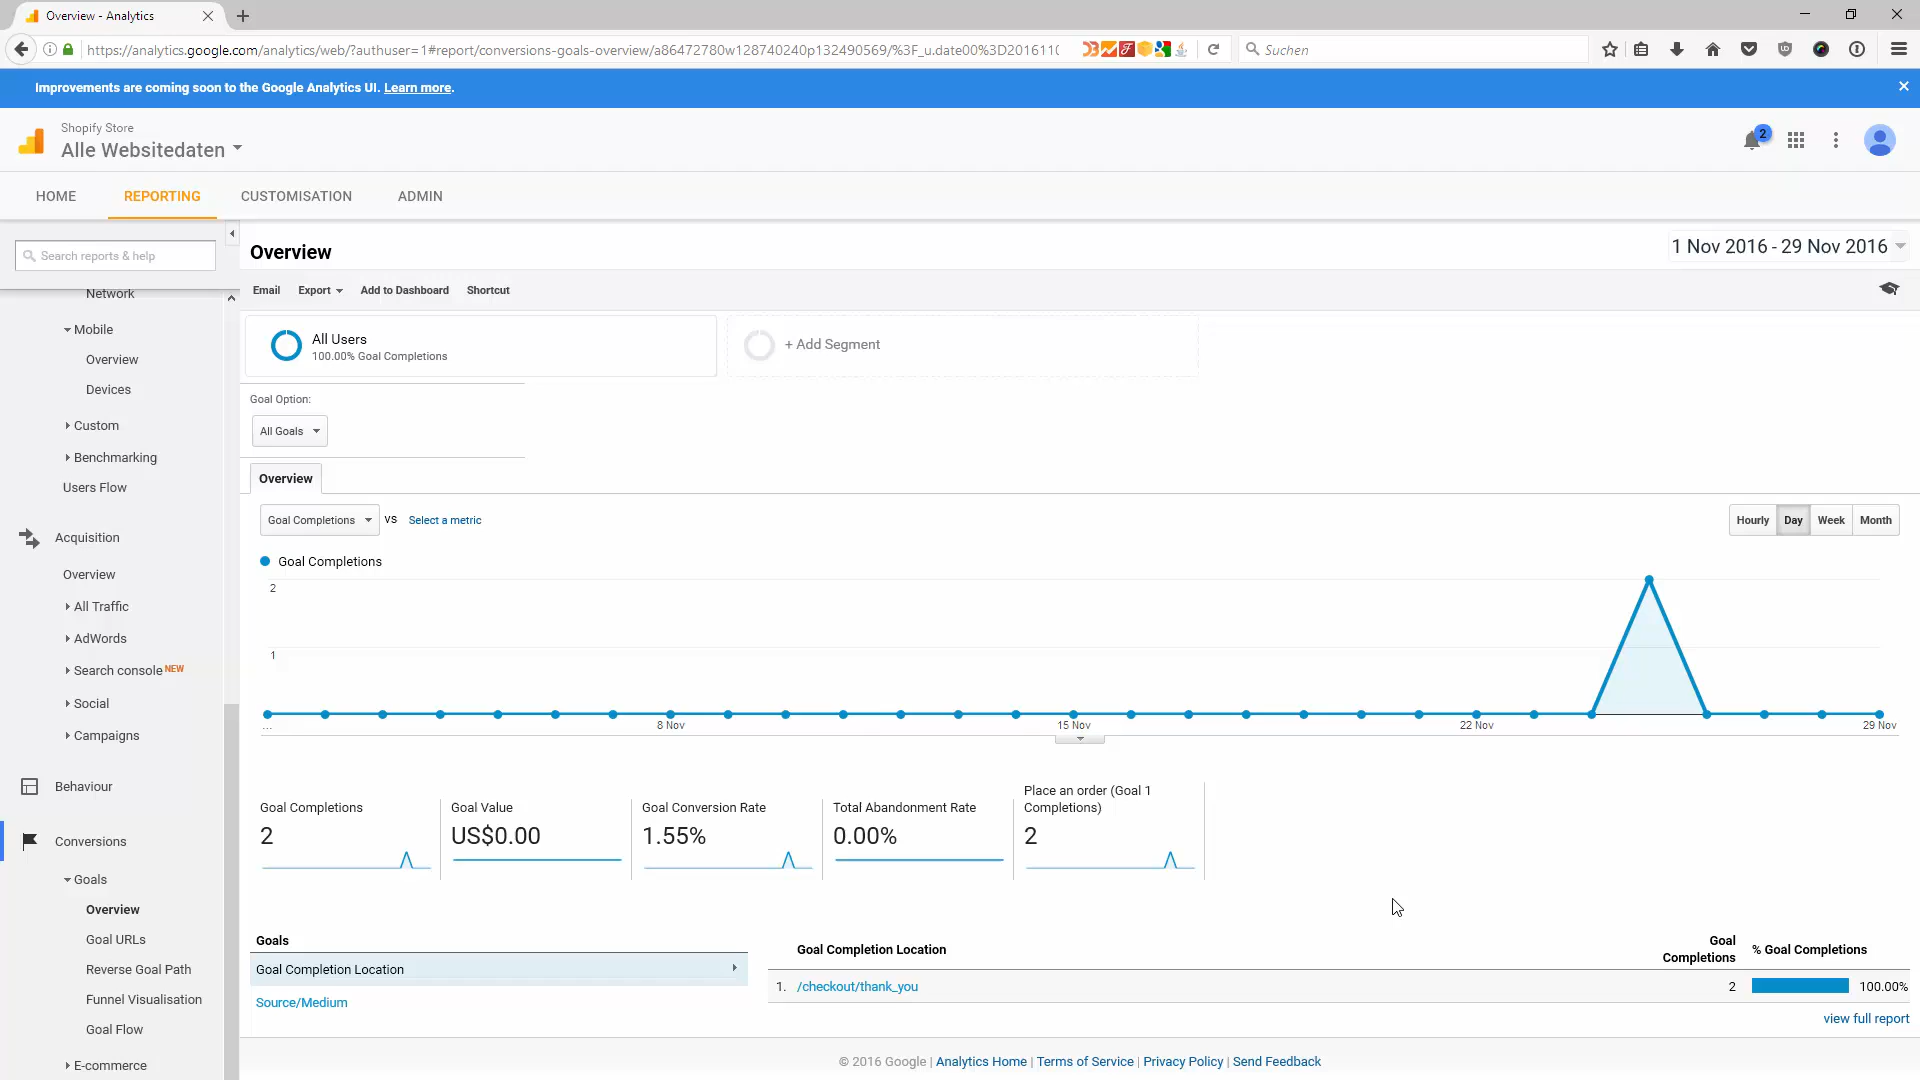 Overview - Analytics
https://analytics.google.com/analytics/web/?authuser=1#report/conversions-goals-overview/a86472780w128740240p132490569/%3F_u.date00%3D2016110
Suchen
Improvements are coming soon to the Google Analytics UI. Learn more.
Shopify Store
Alle Websitedaten
2
HOME
REPORTING
CUSTOMISATION
ADMIN
Search reports & help
Network
Mobile
Overview
Devices
Custom
Benchmarking
Users Flow
Acquisition
Overview
All Traffic
AdWords
Search console NEW
Social
Campaigns
Behaviour
Conversions
Goals
Overview
Goal URLs
Reverse Goal Path
Funnel Visualisation
Goal Flow
E-commerce
Overview
1 Nov 2016 - 29 Nov 2016
Email
Export
Add to Dashboard
Shortcut
All Users
100.00% Goal Completions
+ Add Segment
Goal Option:
All Goals
Overview
Goal Completions
VS
Select a metric
Hourly
Day
Week
Month
Goal Completions
2
1
...
8 Nov
15 Nov
22 Nov
29 Nov
Goal Completions
2
Goal Value
US$0.00
Goal Conversion Rate
1.55%
Total Abandonment Rate
0.00%
Place an order (Goal 1
Completions)
2
Goals
Goal Completion Location
Source/Medium
Goal Completion Location
Goal
Completions
% Goal Completions
1. /checkout/thank_you
2
100.00%
view full report
© 2016 Google | Analytics Home | Terms of Service | Privacy Policy | Send Feedback